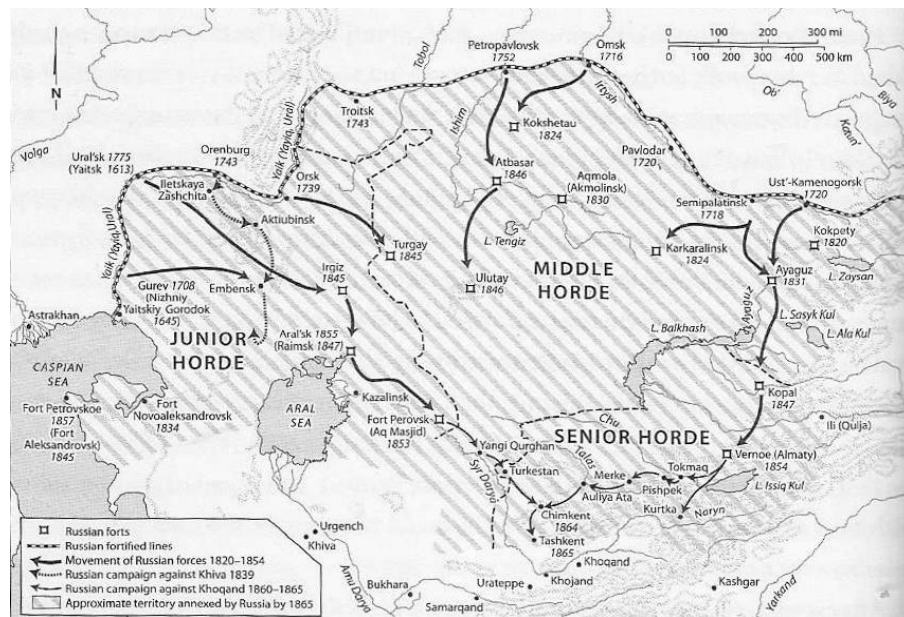 N
0 100 200 300 mi
0 100 200 300 400 500 km
Petropavlovsk
1752
Omsk
1716
Tobol
Irtysh
Ishim
Ob'
Biya
Katun'
Troitsk
1743
Kokshetau
1824
Volga
Yaik (Yayiq, Ural)
Orenburg
1743
Ural'sk 1775
(Yaitsk 1613)
Orsk
1739
Iletskaya
Zashchita
Atbasar
1846
Aqmola
(Akmolinsk)
1830
Pavlodar
1720
Ust'-Kamenogorsk
1720
Semipalatinsk
1718
Kokpety
1820
Aktiubinsk
Yaik (Yayiq, Ural)
Turgay
1845
L. Tengiz
Karkaralinsk
1824
L. Zaysan
Ayaguz
1831
Ayaguz
Ulutay
1846
MIDDLE
HORDE
Irgiz
1845
Embensk
Gurev 1708
(Nizhniy
Yaitskiy Gorodok
1645)
Astrakhan
JUNIOR
HORDE
L. Sasyk Kul
L. Ala Kul
L. Balkhash
Aral'sk 1855
(Raimsk 1847)
CASPIAN
SEA
Fort Petrovskoe
1857
(Fort
Aleksandrovsk)
1845
Fort
Novoaleksandrovsk
1834
ARAL
SEA
Kazalinsk
Fort Perovsk
(Aq Masjid)
1853
Kopal
1847
Ili (Qulja)
SENIOR HORDE
Chu
Talas
Yangi Qurghan
Syr Darya
Turkestan
Merke
Auliya Ata
Tokmaq
Pishpek
Vernoe (Almaty)
1854
L. Issiq Kul
Kurtka
Naryn
Chimkent
1864
Tashkent
1865
Urgench
Khiva
Amu Darya
Bukhara
Samarqand
Urateppe
Khojand
Khoqand
Kashgar
Yarkand
Russian forts
Russian fortified lines
Movement of Russian forces 1820–1854
Russian campaign against Khiva 1839
Russian campaign against Khoqand 1860–1865
Approximate territory annexed by Russia by 1865